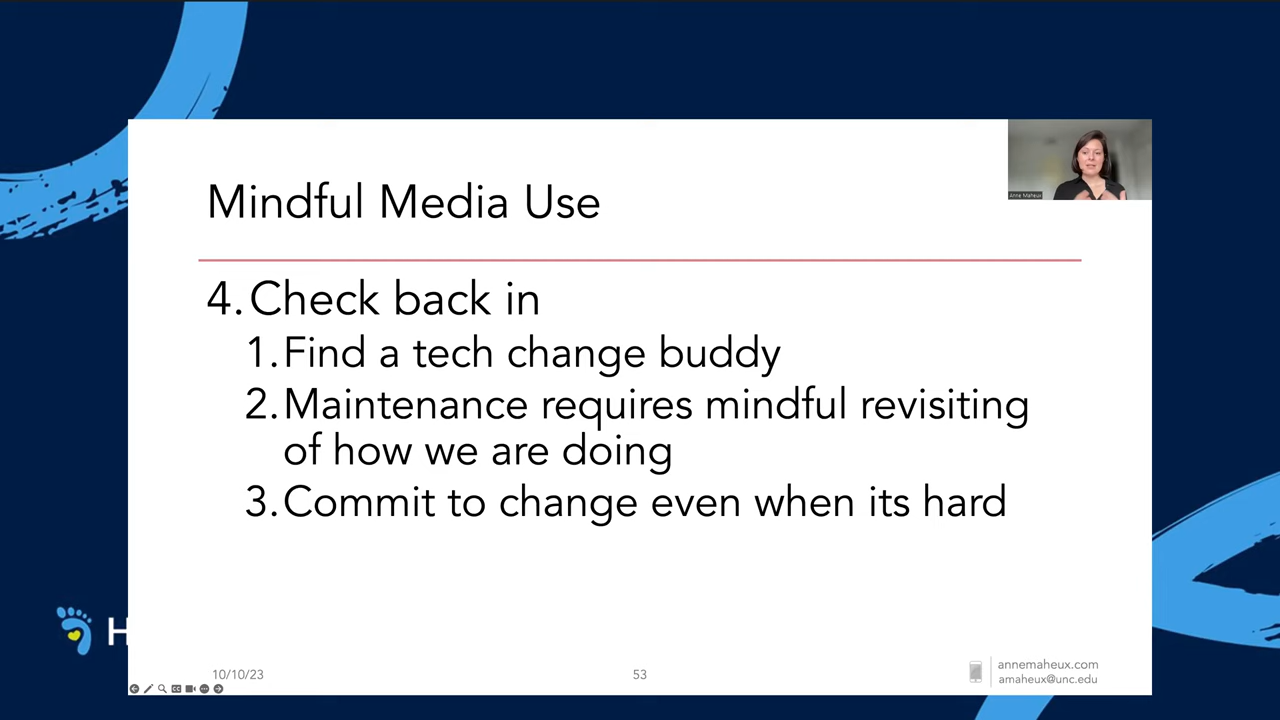 Mindful Media Use
Anne Maheux
4. Check back in
1. Find a tech change buddy
2. Maintenance requires mindful revisiting
of how we are doing
3. Commit to change even when its hard
H
10/10/23
53
annemaheux.com
amaheux@unc.edu